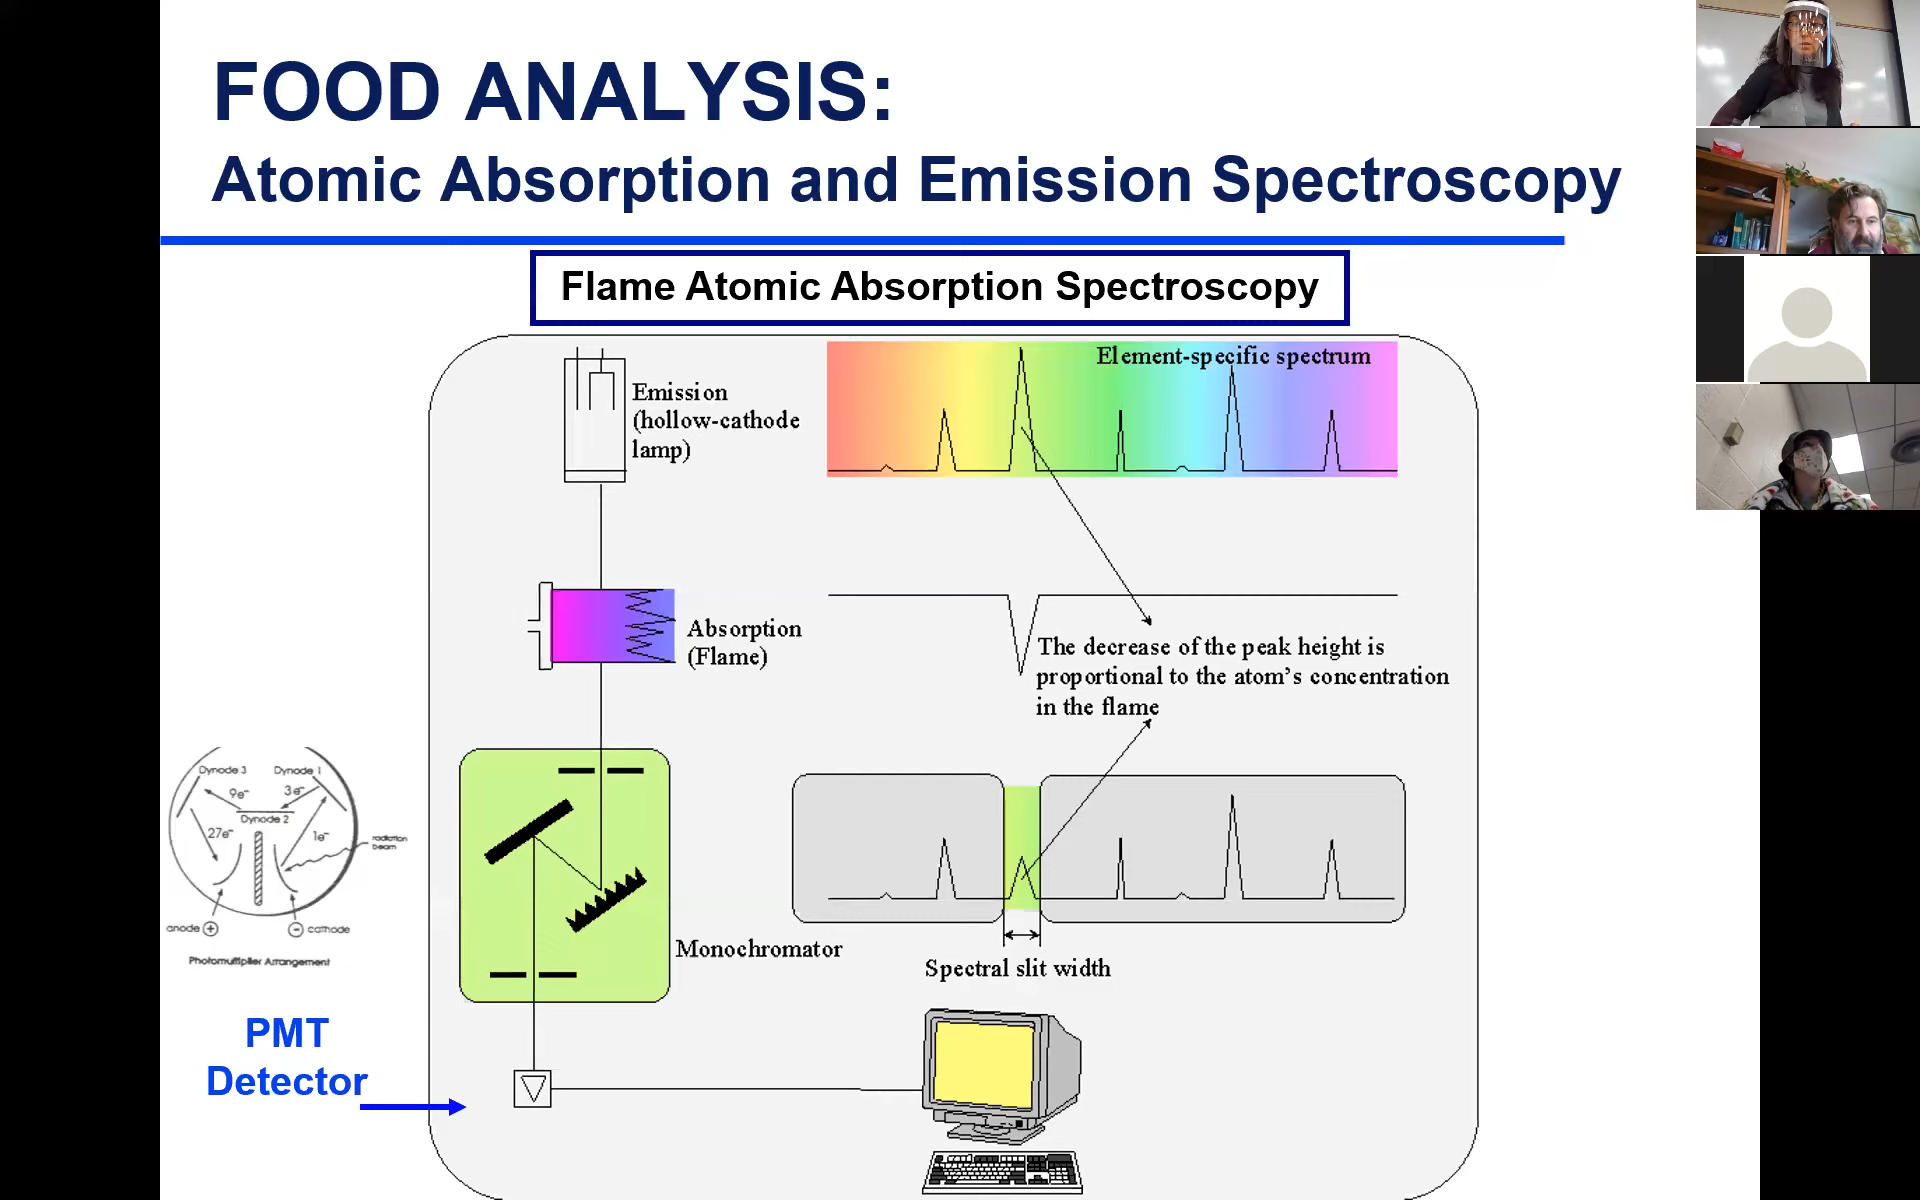 FOOD ANALYSIS:
Atomic Absorption and Emission Spectroscopy
Flame Atomic Absorption Spectroscopy
Emission
(hollow-cathode
lamp)
Element-specific spectrum
Absorption
(Flame)
The decrease of the peak height is
proportional to the atom's concentration
in the flame
Dynode 3
Dynode 1
9e⁻
3e⁻
Dynode 2
27e⁻
1e⁻
radiation
beam
anode +
- cathode
Photomultiplier Arrangement
Monochromator
Spectral slit width
PMT
Detector